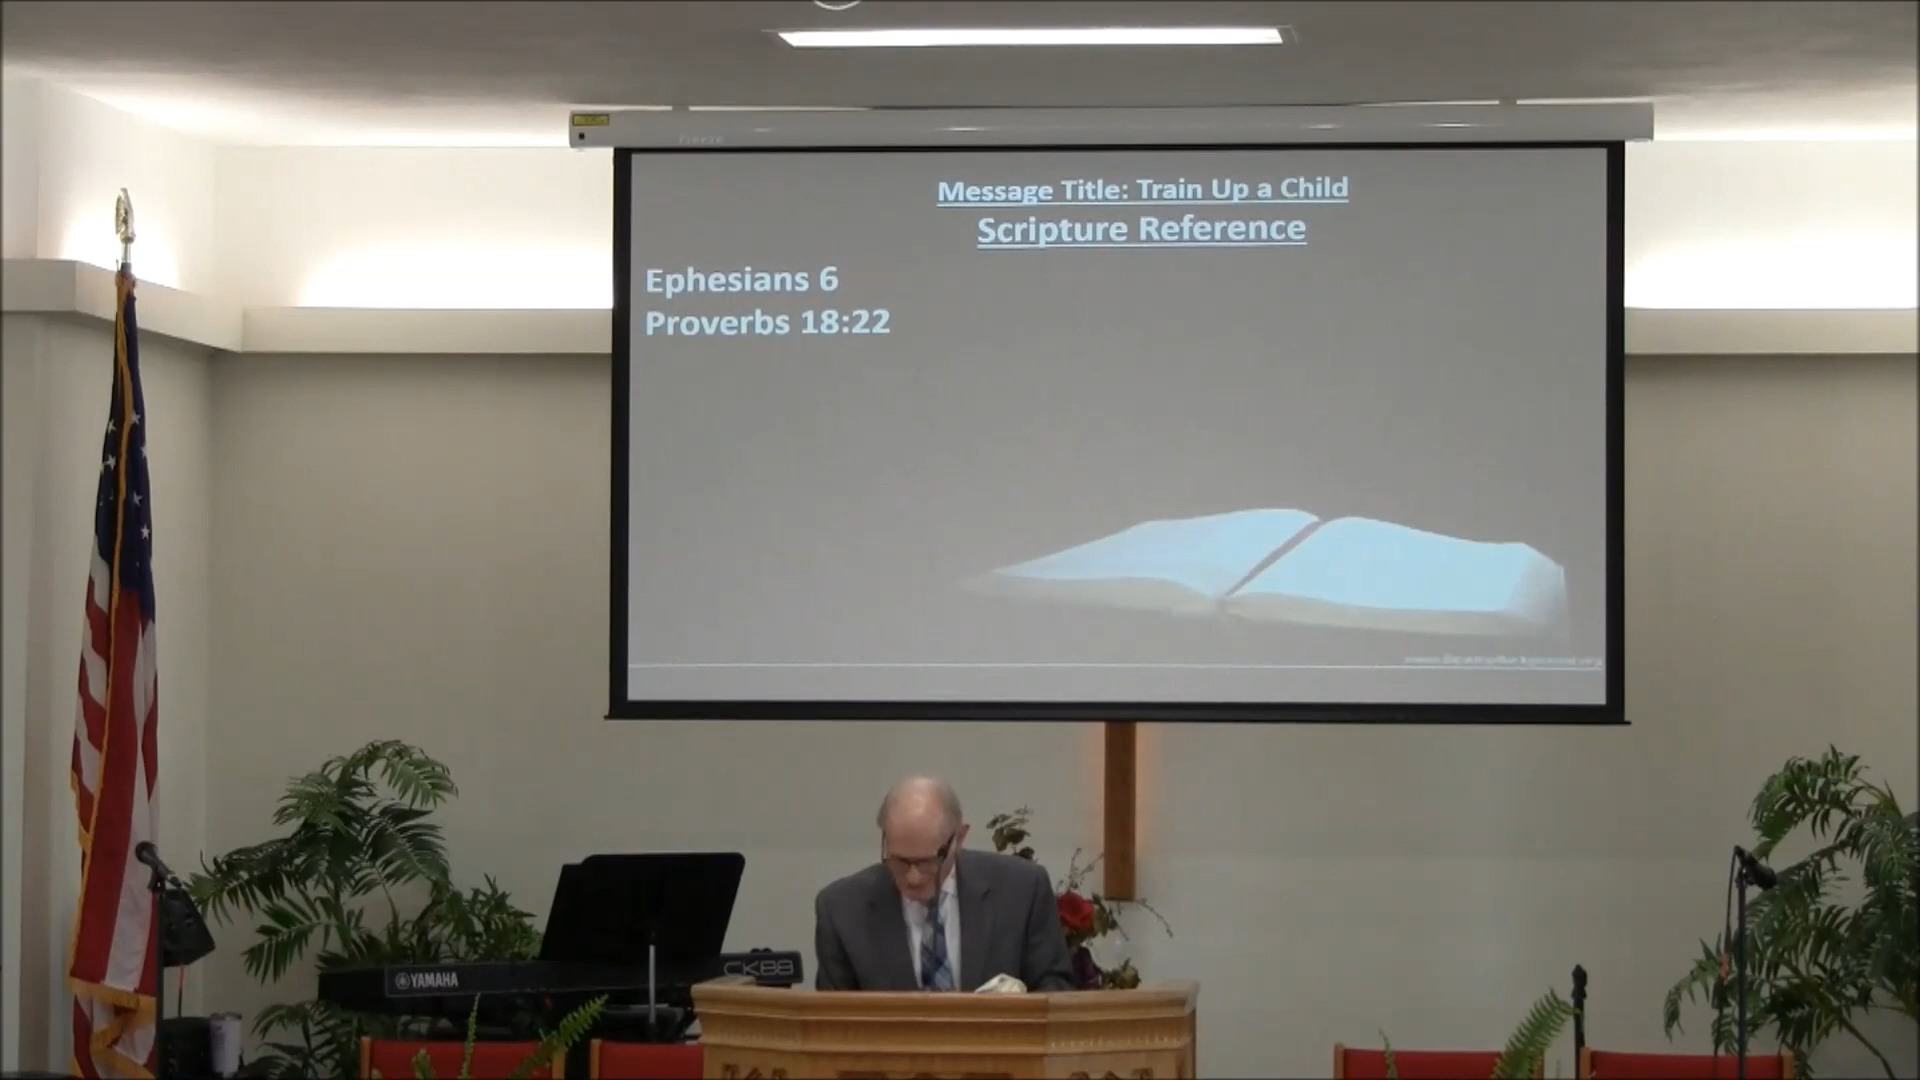 Message Title: Train Up a Child
Scripture Reference
Ephesians 6
Proverbs 18:22
YAMAHA
CK88